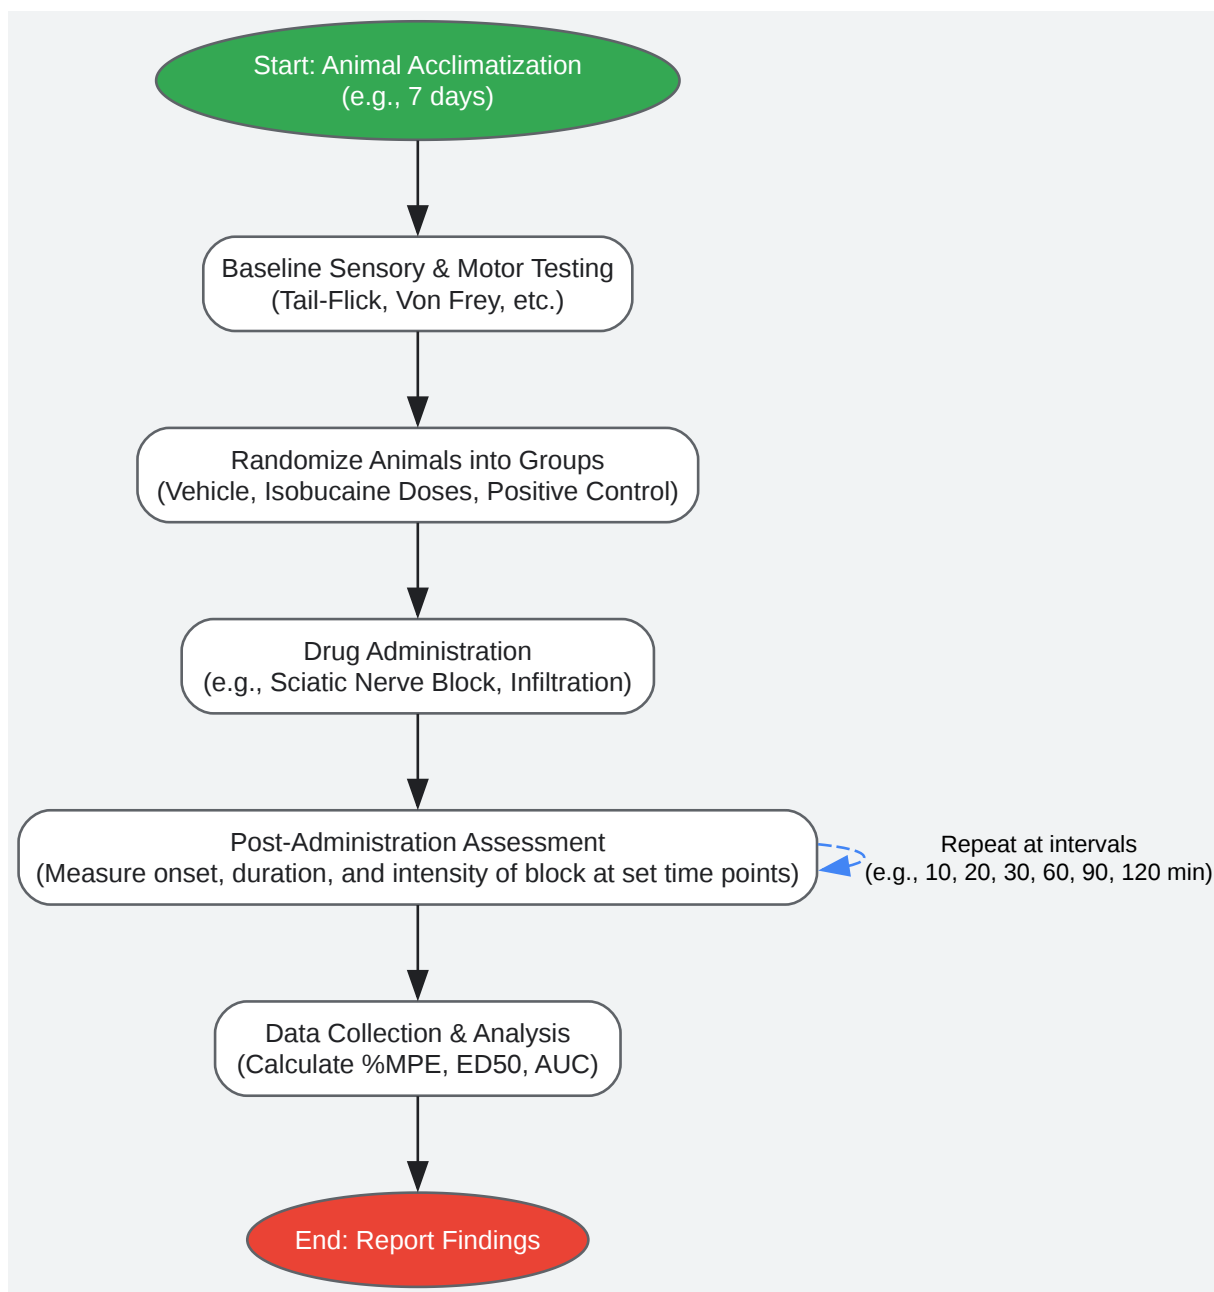 Start: Animal Acclimatization
(e.g., 7 days)
Baseline Sensory & Motor Testing
(Tail-Flick, Von Frey, etc.)
Randomize Animals into Groups
(Vehicle, Isobucaine Doses, Positive Control)
Drug Administration
(e.g., Sciatic Nerve Block, Infiltration)
Post-Administration Assessment
(Measure onset, duration, and intensity of block at set time points)
Repeat at intervals
(e.g., 10, 20, 30, 60, 90, 120 min)
Data Collection & Analysis
(Calculate %MPE, ED50, AUC)
End: Report Findings